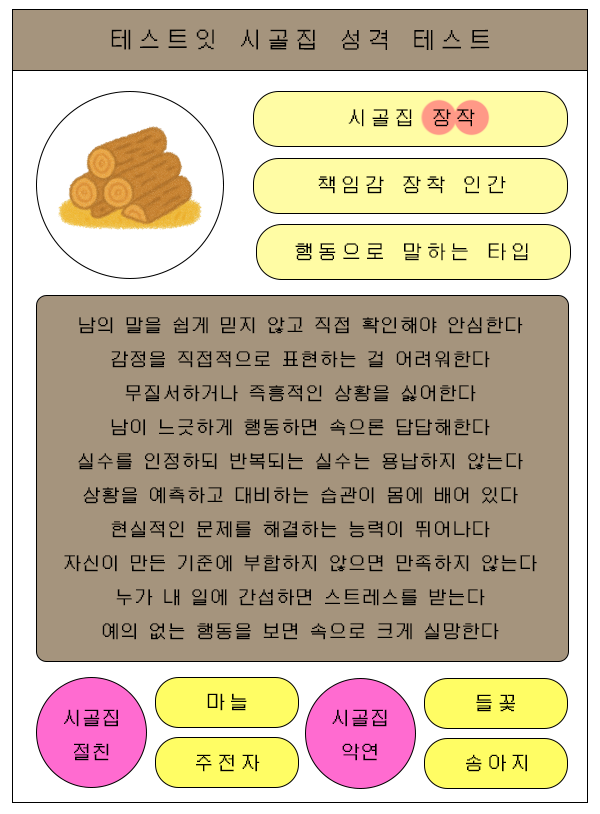 테스트잇 시골집 성격 테스트
시골집 장작
책임감 장착 인간
행동으로 말하는 타입
남의 말을 쉽게 믿지 않고 직접 확인해야 안심한다
감정을 직접적으로 표현하는 걸 어려워한다
무질서하거나 즉흥적인 상황을 싫어한다
남이 느긋하게 행동하면 속으론 답답해한다
실수를 인정하되 반복되는 실수는 용납하지 않는다
상황을 예측하고 대비하는 습관이 몸에 배어 있다
현실적인 문제를 해결하는 능력이 뛰어나다
자신이 만든 기준에 부합하지 않으면 만족하지 않는다
누가 내 일에 간섭하면 스트레스를 받는다
예의 없는 행동을 보면 속으로 크게 실망한다
시골집 절친
마늘
주전자
시골집 악연
들꽃
송아지